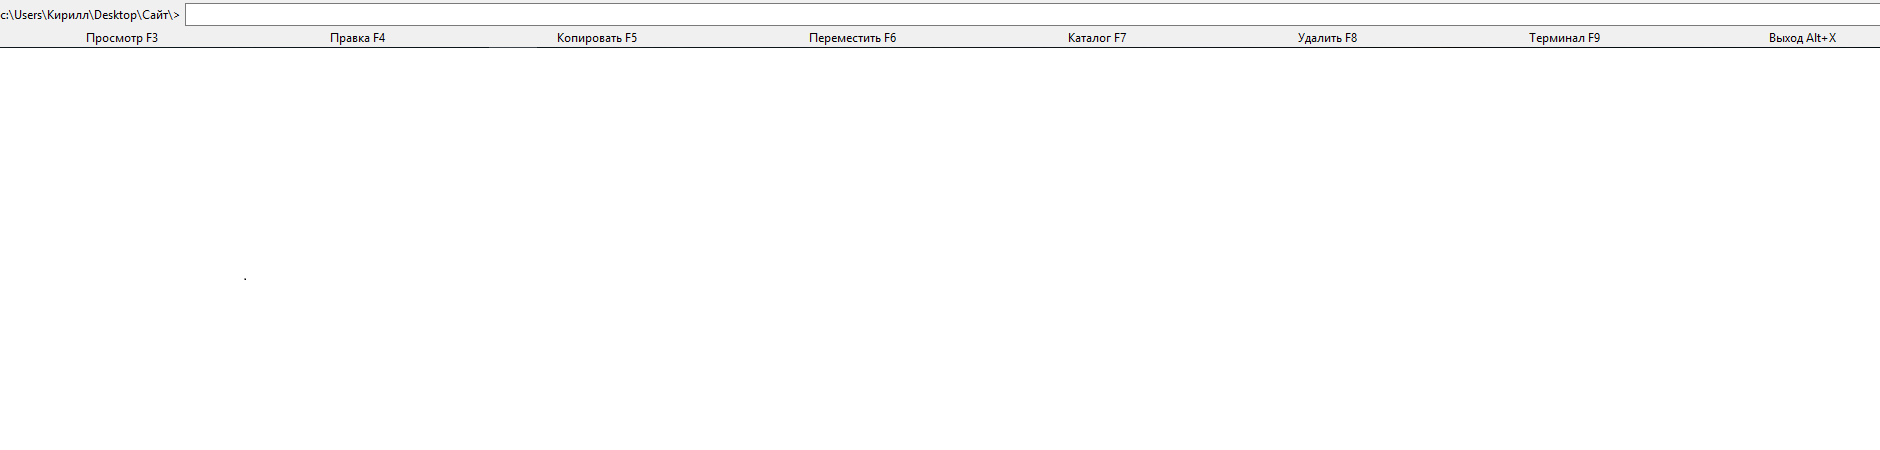 c:\Users\Кирилл\Desktop\Сайт\>
Просмотр F3 Правка F4 Копировать F5 Переместить F6 Каталог F7 Удалить F8 Терминал F9 Выход Alt+X
.